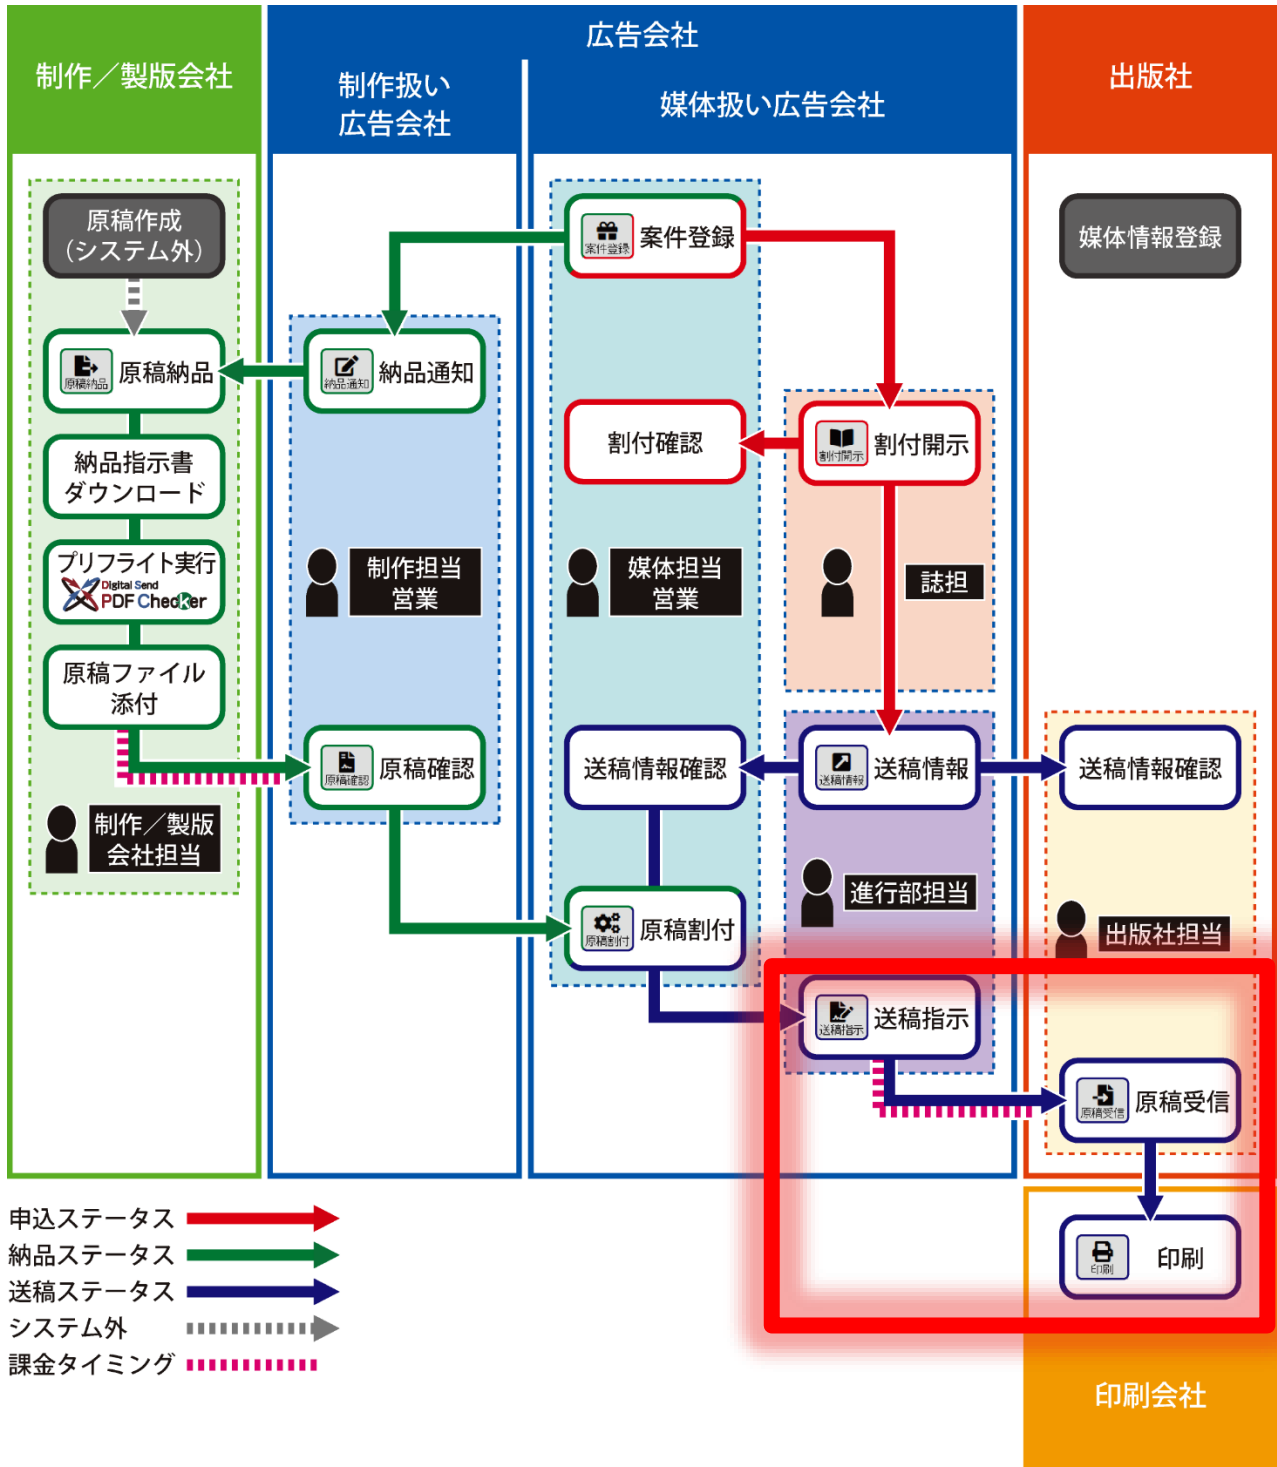 制作／製版会社
広告会社
制作扱い
広告会社
媒体扱い広告会社
出版社
原稿作成
（システム外）
原稿納品
原稿納品
納品指示書
ダウンロード
プリフライト実行
Digital Send
PDF Checker
原稿ファイル
添付
制作／製版
会社担当
納品通知
納品通知
制作担当
営業
原稿確認
原稿確認
案件登録
案件登録
割付確認
媒体担当
営業
送稿情報確認
原稿割付
原稿割付
割付開示
割付開示
誌担
送稿情報
送稿情報
進行部担当
送稿指示
送稿指示
媒体情報登録
送稿情報確認
出版社担当
原稿受信
原稿受信
印刷
印刷
印刷会社
申込ステータス
納品ステータス
送稿ステータス
システム外
課金タイミング